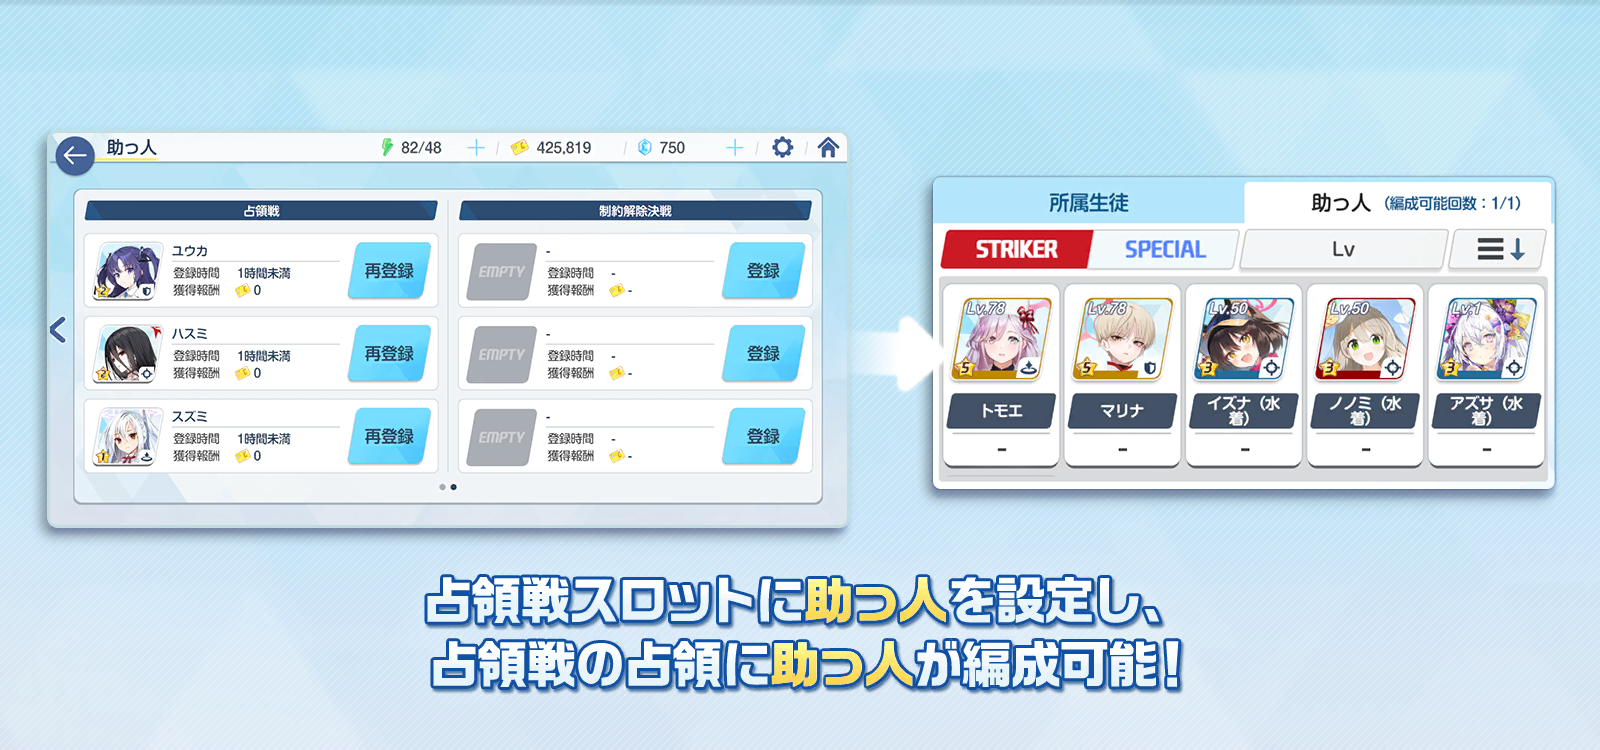 助っ人
82/48
425,819
750
占領戦
制約解除決戦
ユウカ
登録時間 1時間未満
獲得報酬 0
再登録
2
ハスミ
登録時間 1時間未満
獲得報酬 0
再登録
2
スズミ
登録時間 1時間未満
獲得報酬 0
再登録
1
EMPTY
-
登録時間 -
獲得報酬 -
登録
EMPTY
-
登録時間 -
獲得報酬 -
登録
EMPTY
-
登録時間 -
獲得報酬 -
登録
所属生徒
助っ人 (編成可能回数:1/1)
STRIKER
SPECIAL
Lv
Lv.78
5
トモエ
-
Lv.78
5
マリナ
-
Lv.50
3
イズナ(水
着)
-
Lv.50
3
ノノミ(水
着)
-
Lv.1
3
アズサ(水
着)
-
占領戦スロットに助っ人を設定し、
占領戦の占領に助っ人が編成可能!